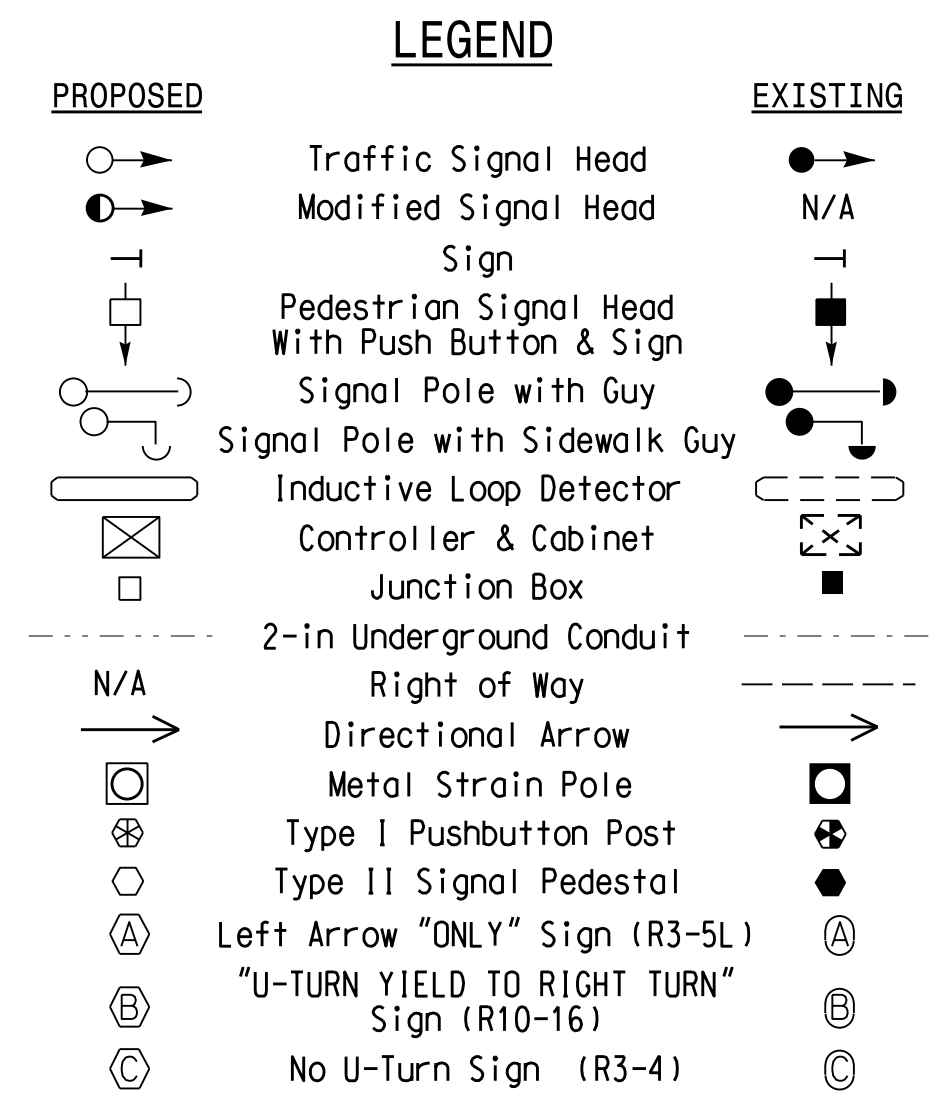 LEGEND
PROPOSED EXISTING
Traffic Signal Head
Modified Signal Head N/A
Sign
Pedestrian Signal Head
With Push Button & Sign
Signal Pole with Guy
Signal Pole with Sidewalk Guy
Inductive Loop Detector
Controller & Cabinet
Junction Box
2-in Underground Conduit
N/A Right of Way
Directional Arrow
Metal Strain Pole
Type I Pushbutton Post
Type II Signal Pedestal
A Left Arrow "ONLY" Sign (R3-5L) A
"U-TURN YIELD TO RIGHT TURN"
B Sign (R10-16) B
C No U-Turn Sign (R3-4) C